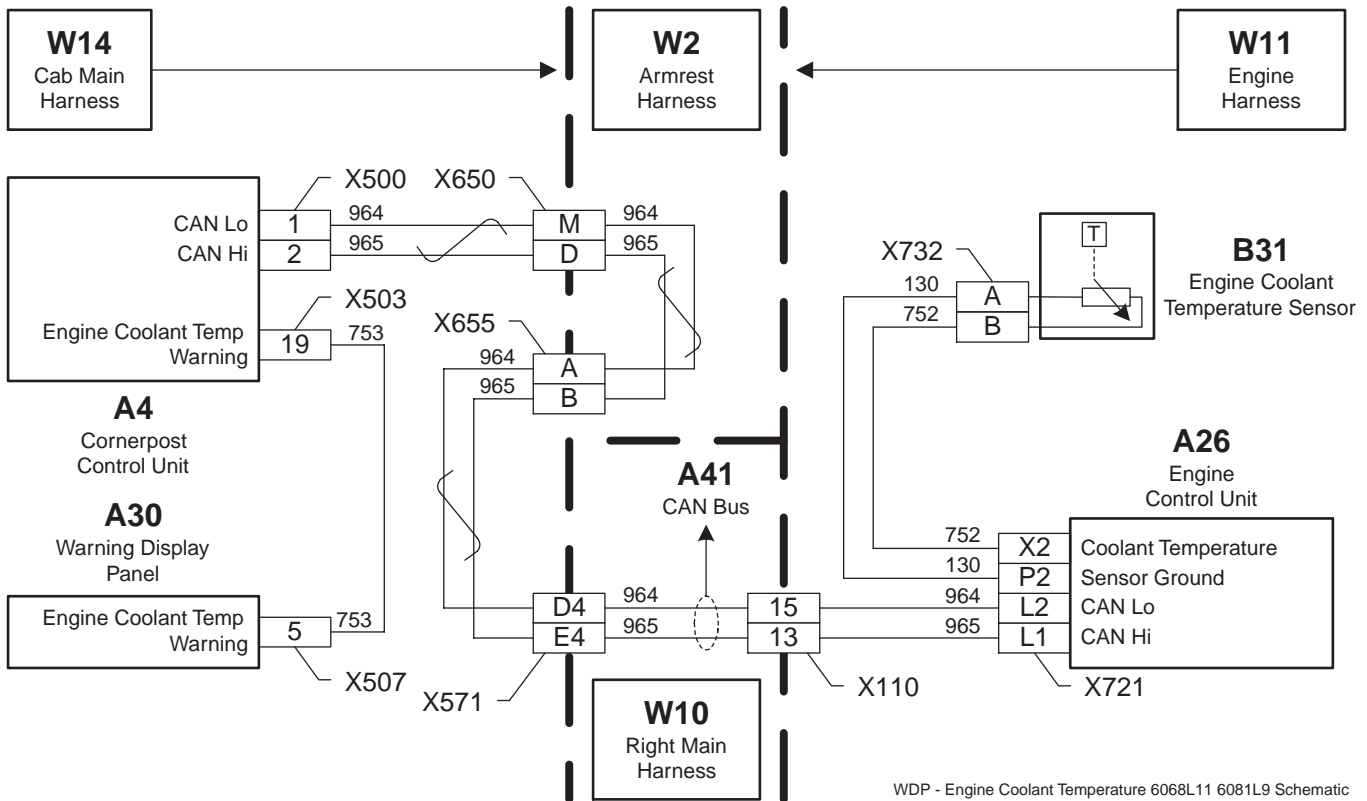 W14
Cab Main
Harness
W2
Armrest
Harness
W11
Engine
Harness
X500
X650
CAN Lo
1
964
M
964
CAN Hi
2
965
D
965
X503
Engine Coolant Temp
Warning
19
753
X655
964
A
965
B
A4
Cornerpost
Control Unit
X732
130
A
752
B
T
B31
Engine Coolant
Temperature Sensor
A30
Warning Display
Panel
Engine Coolant Temp
Warning
5
753
X507
A41
CAN Bus
A26
Engine
Control Unit
752
X2
Coolant Temperature
130
P2
Sensor Ground
D4
964
15
964
L2
CAN Lo
E4
965
13
965
L1
CAN Hi
X571
X110
X721
W10
Right Main
Harness
WDP - Engine Coolant Temperature 6068L11 6081L9 Schematic